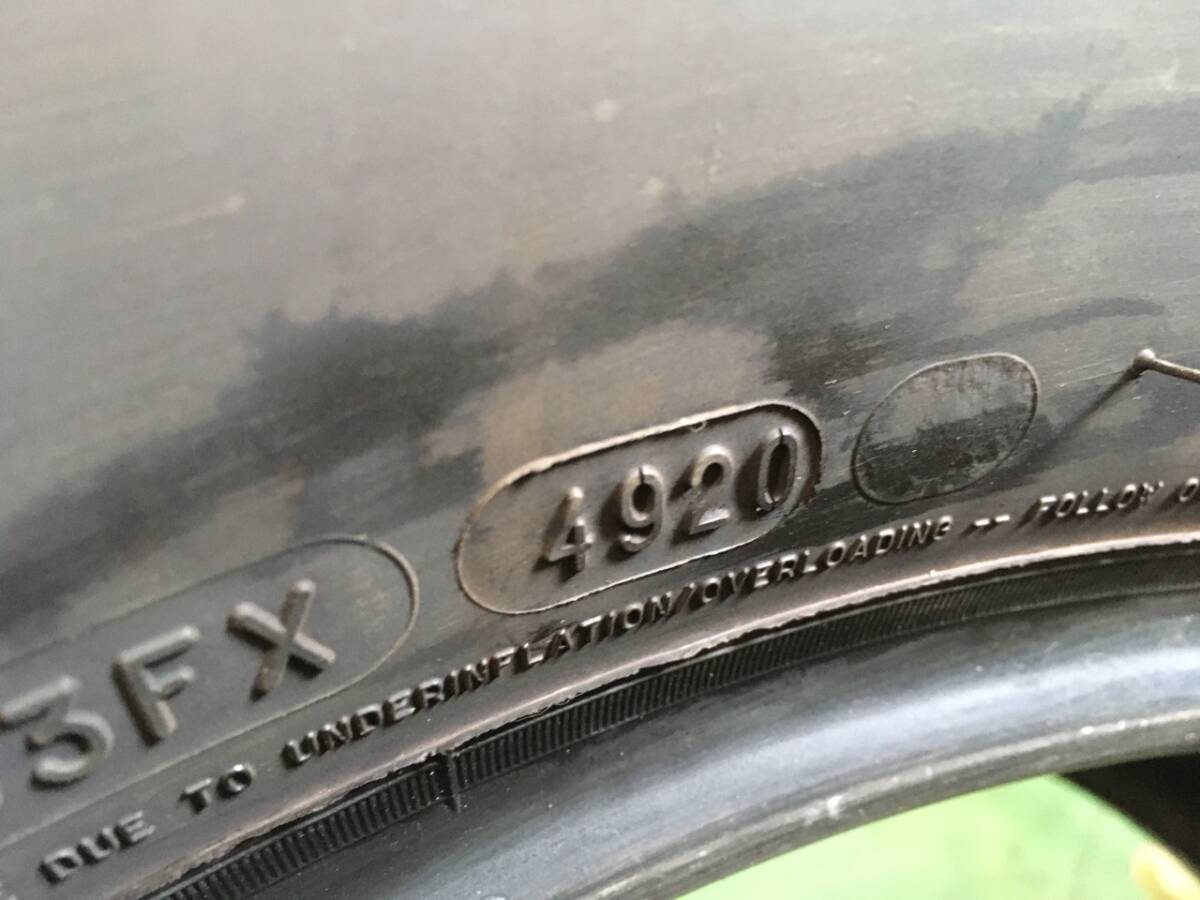 4920
3FX
DUE TO UNDERINFLATION/OVERLOADING -- FOLLOW